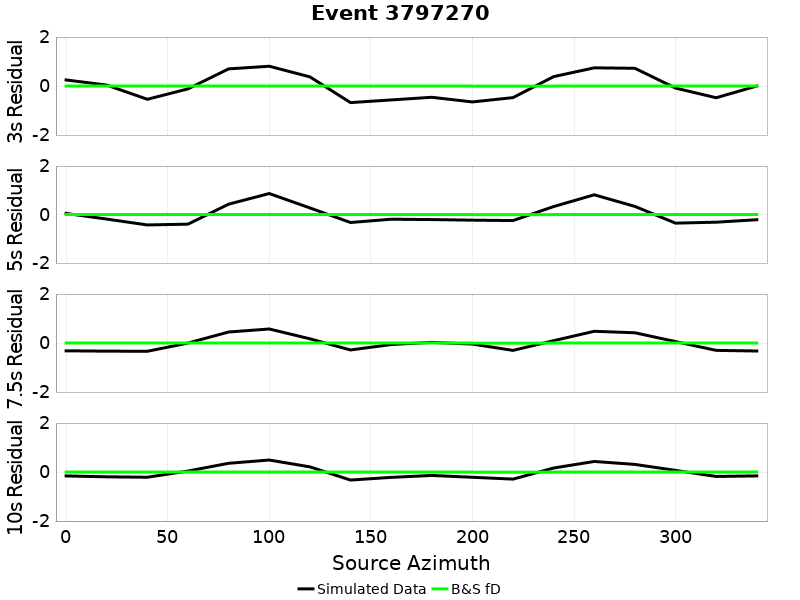 Event 3797270
3s Residual
2
0
-2
5s Residual
2
0
-2
7.5s Residual
2
0
-2
10s Residual
2
0
-2
0 50 100 150 200 250 300
Source Azimuth
Simulated Data B&S fD